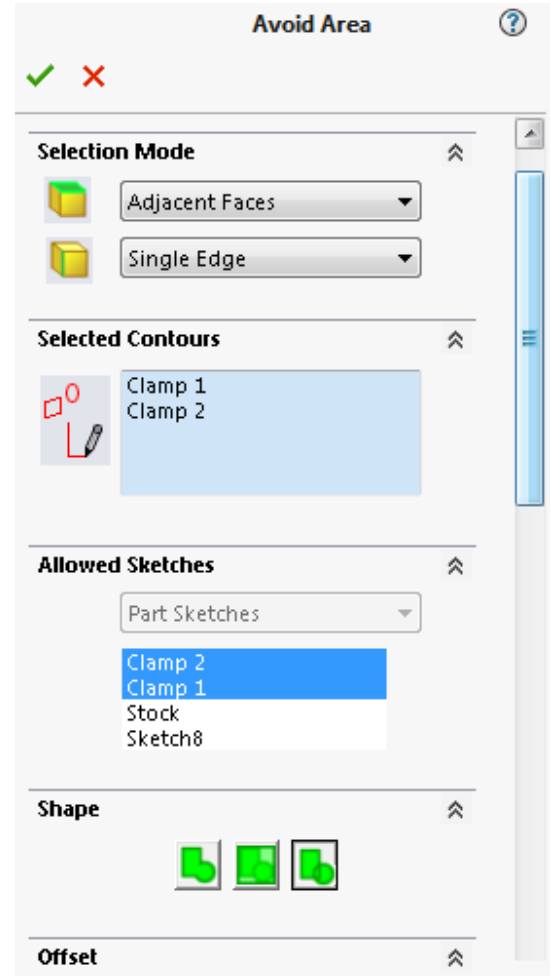 Avoid Area
Selection Mode
Adjacent Faces
Single Edge
Selected Contours
Clamp 1
Clamp 2
Allowed Sketches
Part Sketches
Clamp 2
Clamp 1
Stock
Sketch8
Shape
Offset